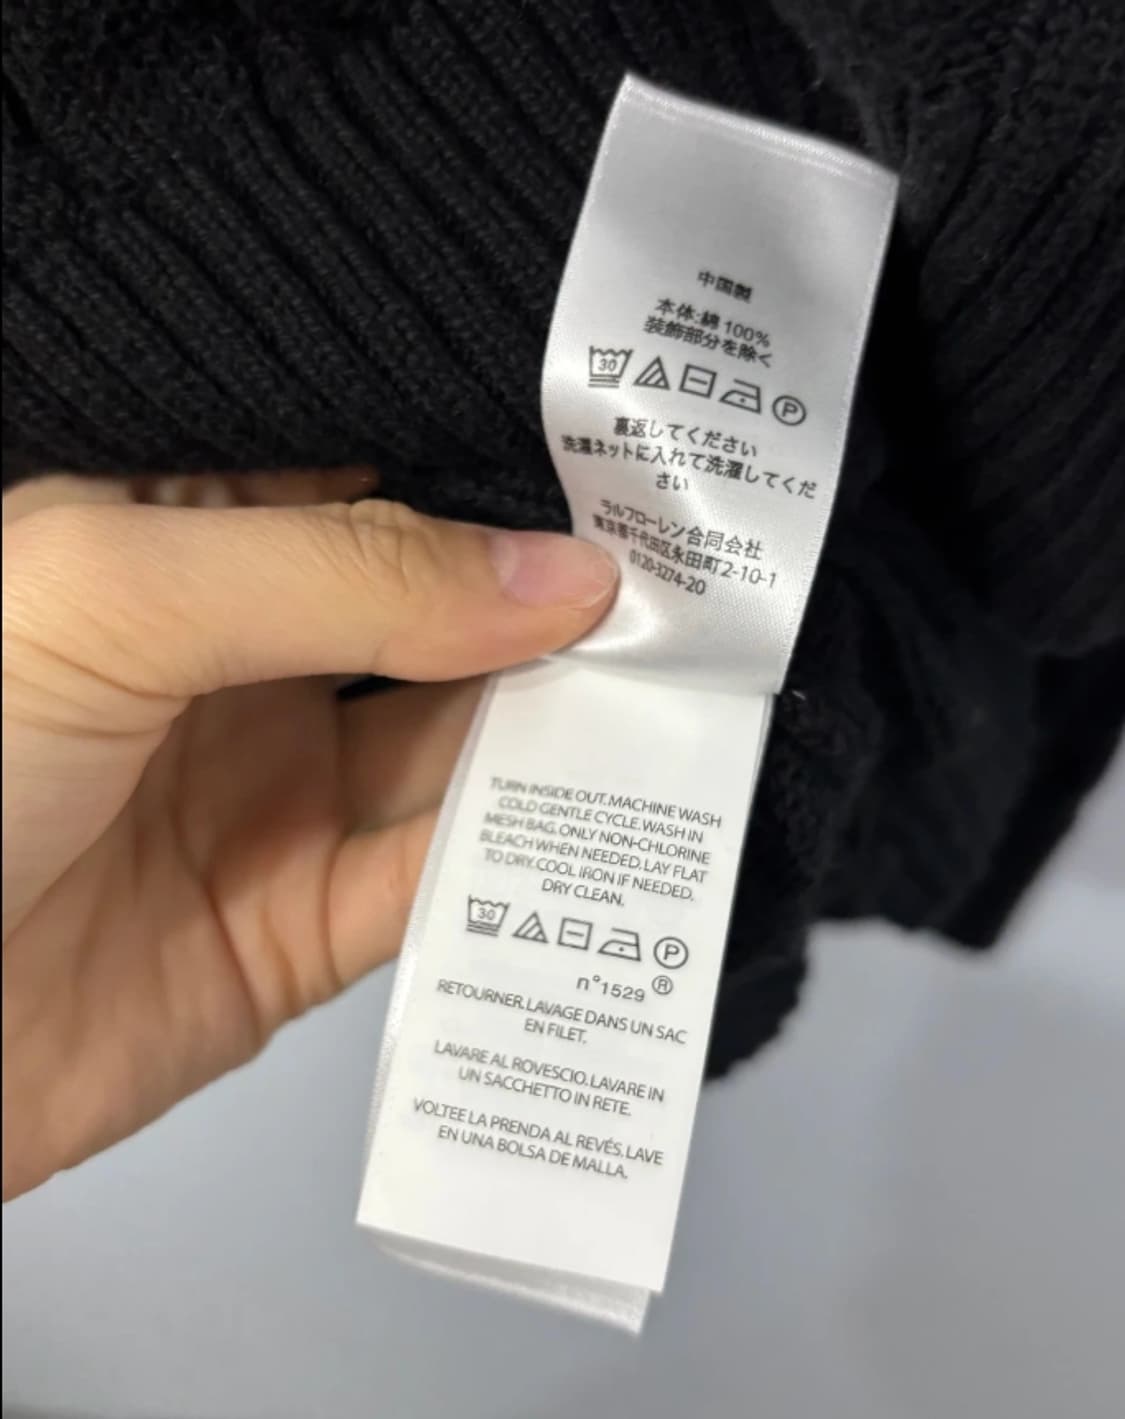 中国製
本体:綿 100%
装飾部分を除く
30 P
裏返してください
洗濯ネットに入れて洗濯してくだ
さい
ラルフローレン合同会社
東京都千代田区永田町2-10-1
0120-3274-20
TURN INSIDE OUT.MACHINE WASH
COLD GENTLE CYCLE.WASH IN
MESH BAG.ONLY NON-CHLORINE
BLEACH WHEN NEEDED.LAY FLAT
TO DRY.COOL IRON IF NEEDED.
DRY CLEAN.
30 P
n°1529 ®
RETOURNER.LAVAGE DANS UN SAC
EN FILET.
LAVARE AL ROVESCIO.LAVARE IN
UN SACCHETTO IN RETE.
VOLTEE LA PRENDA AL REVÉS.LAVE
EN UNA BOLSA DE MALLA.